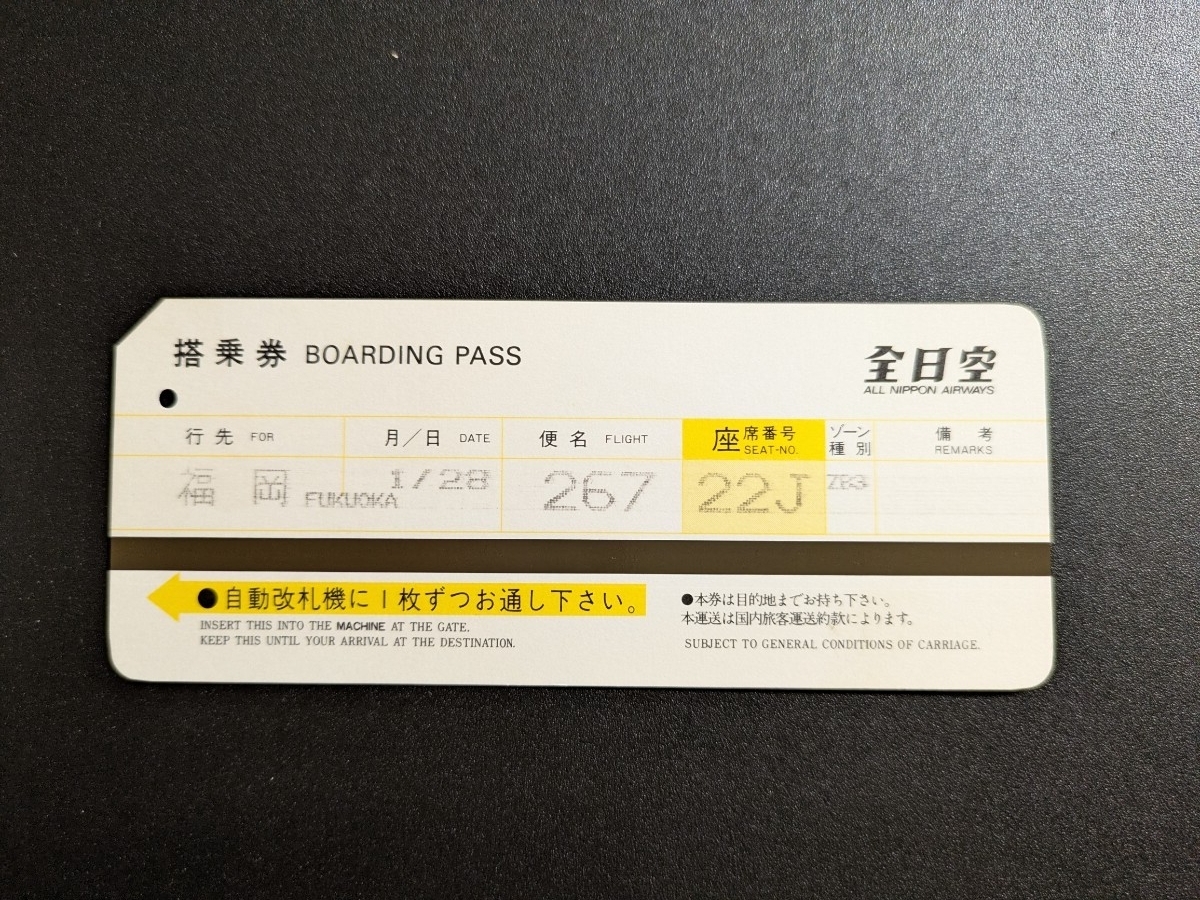 搭乗券 BOARDING PASS
全日空
ALL NIPPON AIRWAYS
行先 FOR 月/日 DATE 便名 FLIGHT 座席番号 SEAT-NO. ゾーン種別 備考 REMARKS
福岡 FUKUOKA 1/28 267 22J
●自動改札機に1枚ずつお通し下さい。
INSERT THIS INTO THE MACHINE AT THE GATE.
KEEP THIS UNTIL YOUR ARRIVAL AT THE DESTINATION.
●本券は目的地までお持ち下さい。
本運送は国内旅客運送約款によります。
SUBJECT TO GENERAL CONDITIONS OF CARRIAGE.